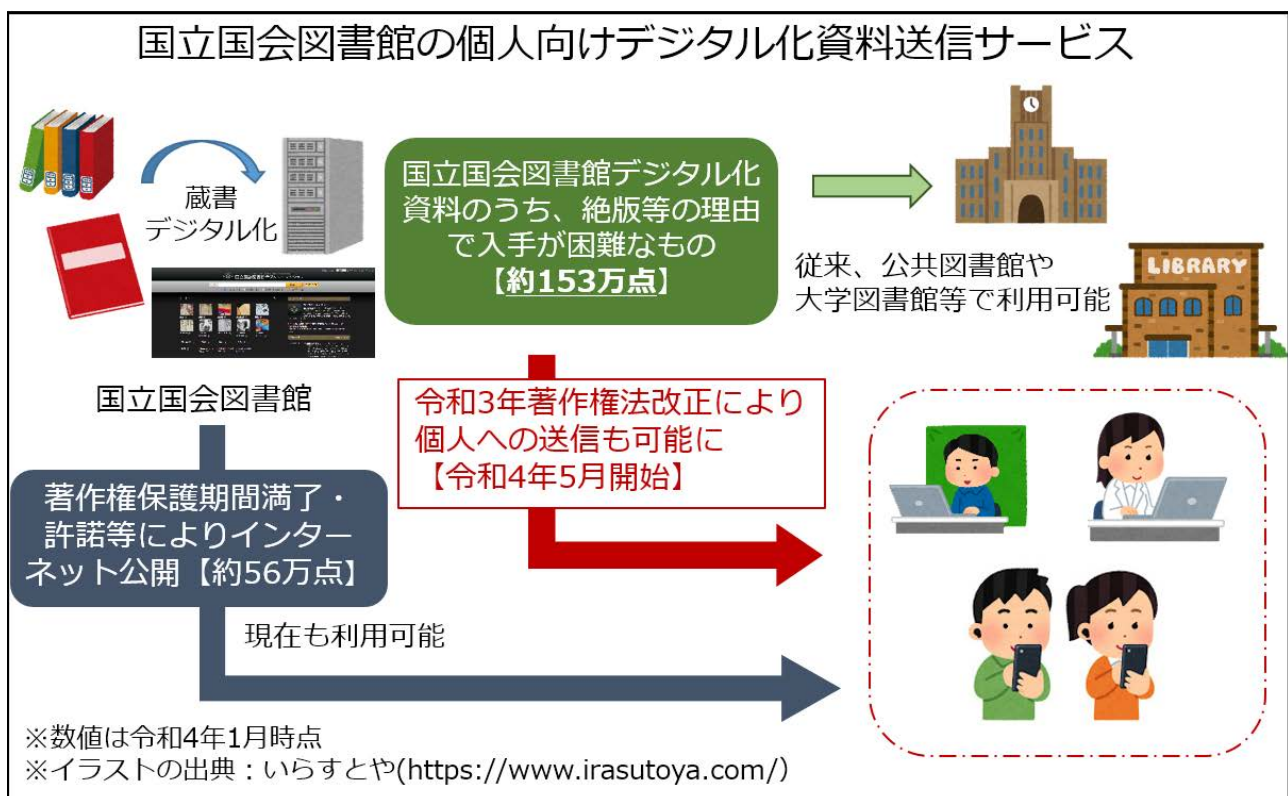 国立国会図書館の個人向けデジタル化資料送信サービス
蔵書
デジタル化
国立国会図書館
国立国会図書館デジタル化
資料のうち、絶版等の理由
で入手が困難なもの
【約153万点】
従来、公共図書館や
大学図書館等で利用可能
LIBRARY
令和3年著作権法改正により
個人への送信も可能に
【令和4年5月開始】
著作権保護期間満了・
許諾等によりインター
ネット公開【約56万点】
現在も利用可能
※数値は令和4年1月時点
※イラストの出典：いらすとや(https://www.irasutoya.com/)